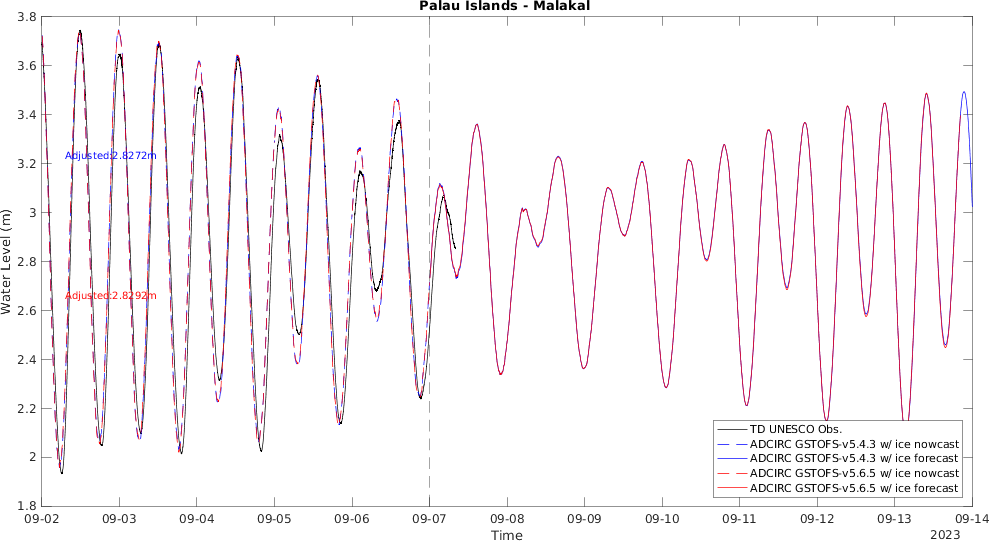 Palau Islands - Malakal
3.8
3.6
3.4
3.2
3
2.8
2.6
2.4
2.2
2
1.8
Water Level (m)
Adjusted:2.8272m
Adjusted:2.8292m
TD UNESCO Obs.
ADCIRC GSTOFS-v5.4.3 w/ ice nowcast
ADCIRC GSTOFS-v5.4.3 w/ ice forecast
ADCIRC GSTOFS-v5.6.5 w/ ice nowcast
ADCIRC GSTOFS-v5.6.5 w/ ice forecast
09-02 09-03 09-04 09-05 09-06 09-07 09-08 09-09 09-10 09-11 09-12 09-13 09-14
Time
2023